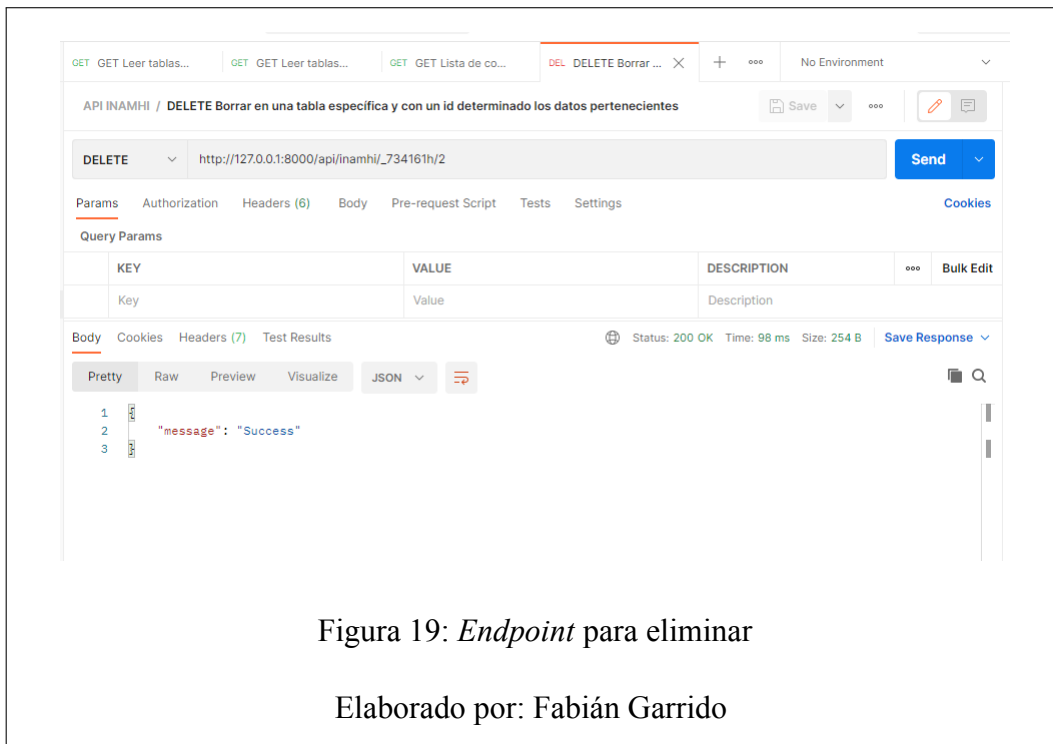 GET GET Leer tablas... GET GET Leer tablas... GET GET Lista de co... DEL DELETE Borrar ... No Environment
API INAMHI / DELETE Borrar en una tabla específica y con un id determinado los datos pertenecientes Save
DELETE http://127.0.0.1:8000/api/inamhi/_734161h/2 Send
Params Authorization Headers (6) Body Pre-request Script Tests Settings Cookies
Query Params
KEY VALUE DESCRIPTION Bulk Edit
Key Value Description
Body Cookies Headers (7) Test Results Status: 200 OK Time: 98 ms Size: 254 B Save Response
Pretty Raw Preview Visualize JSON
1 {
2 "message": "Success"
3 }
Figura 19: Endpoint para eliminar
Elaborado por: Fabián Garrido